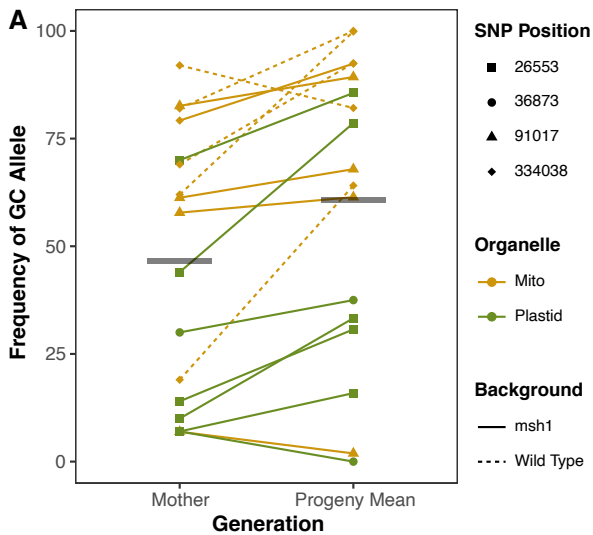 A
Frequency of GC Allele
100
75
50
25
0
Mother
Progeny Mean
Generation
SNP Position
26553
36873
91017
334038
Organelle
Mito
Plastid
Background
msh1
Wild Type